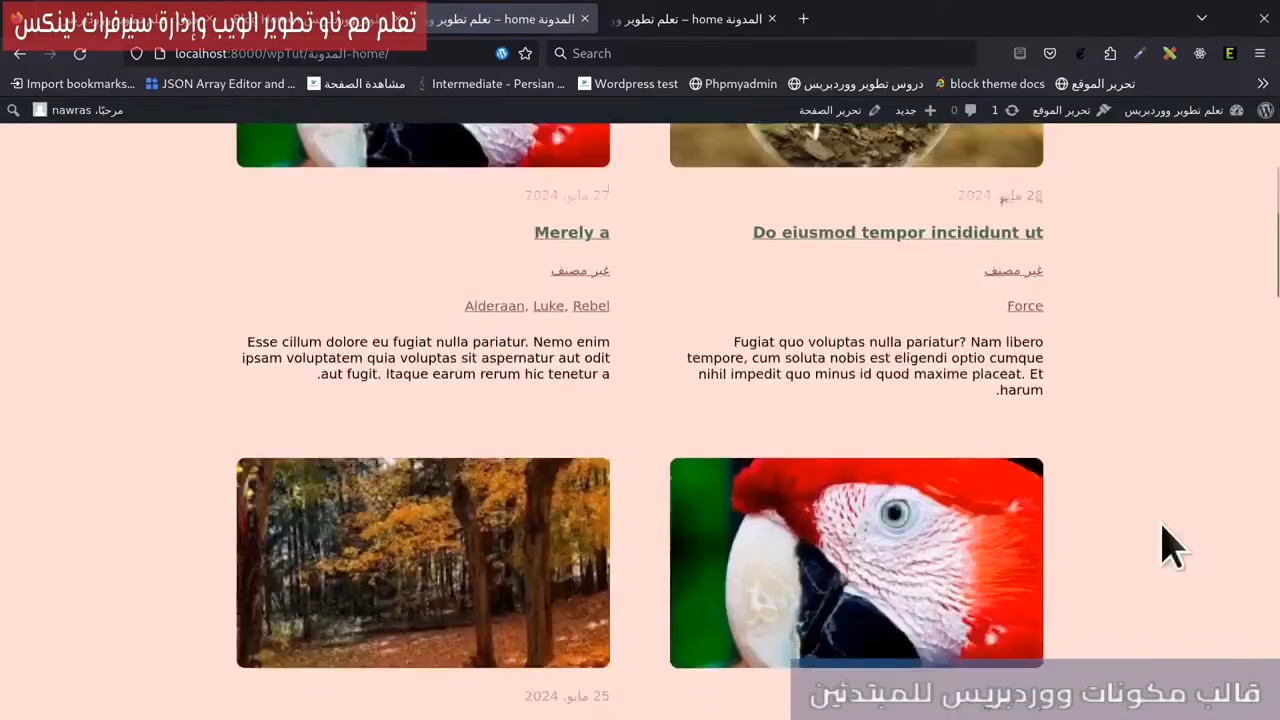 تعلم مع ناو تطوير الويب وإدارة سيرفرات لينكس
المدونة home – تعلم تطوير وو
المدونة home – تعلم تطوير وو
localhost:8000/wpTut/المدونة-home/
Search
Import bookmarks...
JSON Array Editor and ...
مشاهدة الصفحة
Intermediate - Persian ...
Wordpress test
Phpmyadmin
دروس تطوير ووردبريس
block theme docs
تحرير الموقع
تعلم تطوير ووردبريس
تحرير الموقع
1
0
جديد
تحرير الصفحة
مرحبًا، nawras
28 مايو، 2024
Do eiusmod tempor incididunt ut
غير مصنف
Force
Fugiat quo voluptas nulla pariatur? Nam libero
tempore, cum soluta nobis est eligendi optio cumque
nihil impedit quo minus id quod maxime placeat. Et
.harum
27 مايو، 2024
Merely a
غير مصنف
Alderaan, Luke, Rebel
Esse cillum dolore eu fugiat nulla pariatur. Nemo enim
ipsam voluptatem quia voluptas sit aspernatur aut odit
.aut fugit. Itaque earum rerum hic tenetur a
25 مايو، 2024
قالب مكونات ووردبريس للمبتدئين